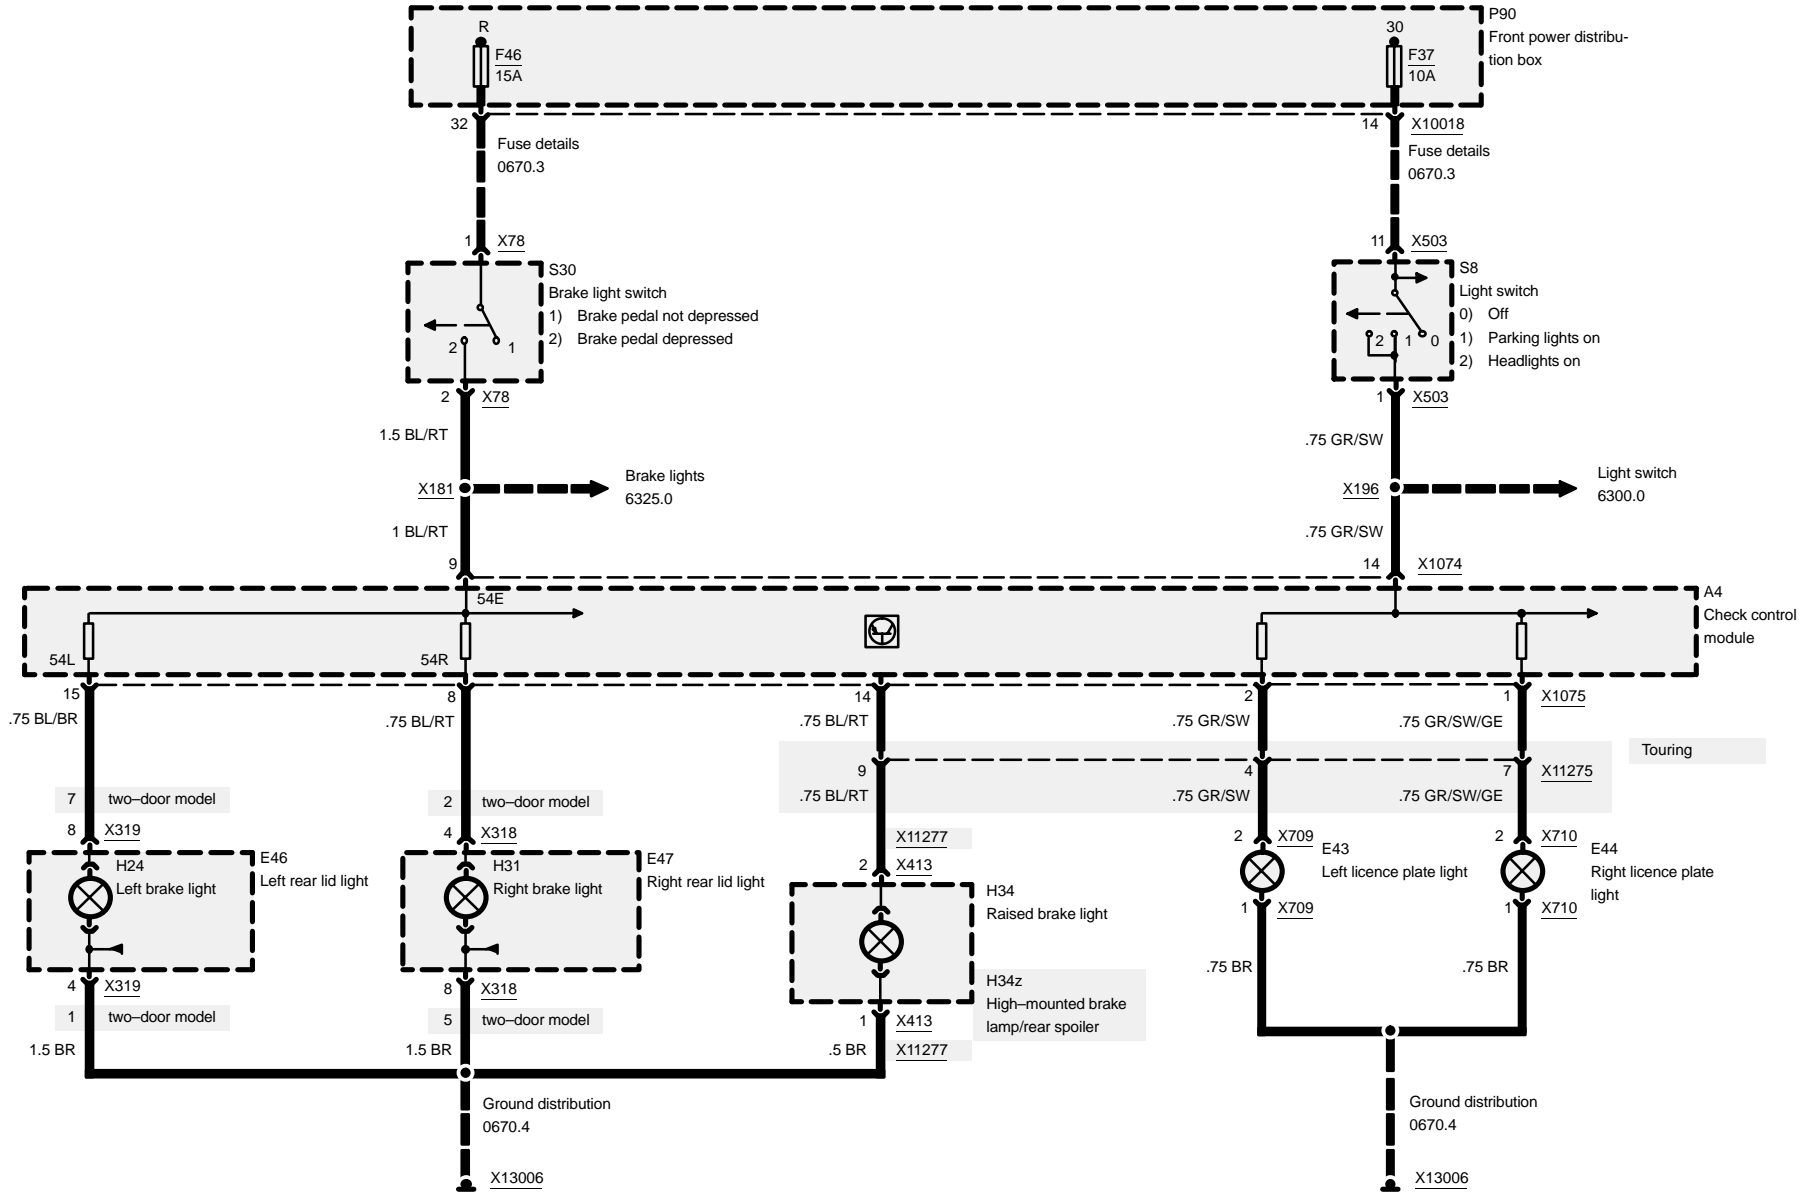 P90
Front power distribu-
tion box
R
F46
15A
30
F37
10A
32
14
X10018
Fuse details
0670.3
Fuse details
0670.3
1
X78
11
X503
S30
Brake light switch
1) Brake pedal not depressed
2) Brake pedal depressed
2
1
S8
Light switch
0) Off
1) Parking lights on
2) Headlights on
2
1
0
2
X78
1
X503
1.5 BL/RT
.75 GR/SW
X181
Brake lights
6325.0
X196
Light switch
6300.0
1 BL/RT
.75 GR/SW
9
14
X1074
54E
54L
54R
A4
Check control
module
15
8
14
2
1
X1075
.75 BL/BR
.75 BL/RT
.75 BL/RT
.75 GR/SW
.75 GR/SW/GE
Touring
9
4
7
X11275
.75 BL/RT
.75 GR/SW
.75 GR/SW/GE
7 two–door model
2 two–door model
8
X319
4
X318
X11277
2
X413
2
X709
2
X710
H24
Left brake light
E46
Left rear lid light
H31
Right brake light
E47
Right rear lid light
H34
Raised brake light
E43
Left licence plate light
E44
Right licence plate
light
1
X709
1
X710
H34z
High–mounted brake
lamp/rear spoiler
.75 BR
.75 BR
4
X319
8
X318
1
X413
1 two–door model
5 two–door model
1.5 BR
1.5 BR
.5 BR
X11277
Ground distribution
0670.4
Ground distribution
0670.4
X13006
X13006